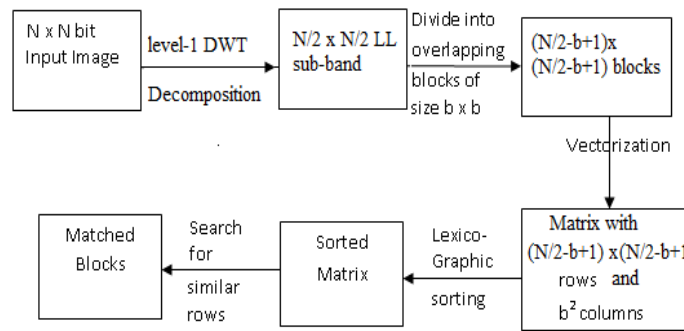 N x N bit
Input Image
level-1 DWT
Decomposition
N/2 x N/2 LL
sub-band
Divide into
overlapping
blocks of
size b x b
(N/2-b+1)x
(N/2-b+1) blocks
Vectorization
Matrix with
(N/2-b+1) x(N/2-b+1
rows and
b² columns
Lexico-
Graphic
sorting
Sorted
Matrix
Search
for
similar
rows
Matched
Blocks